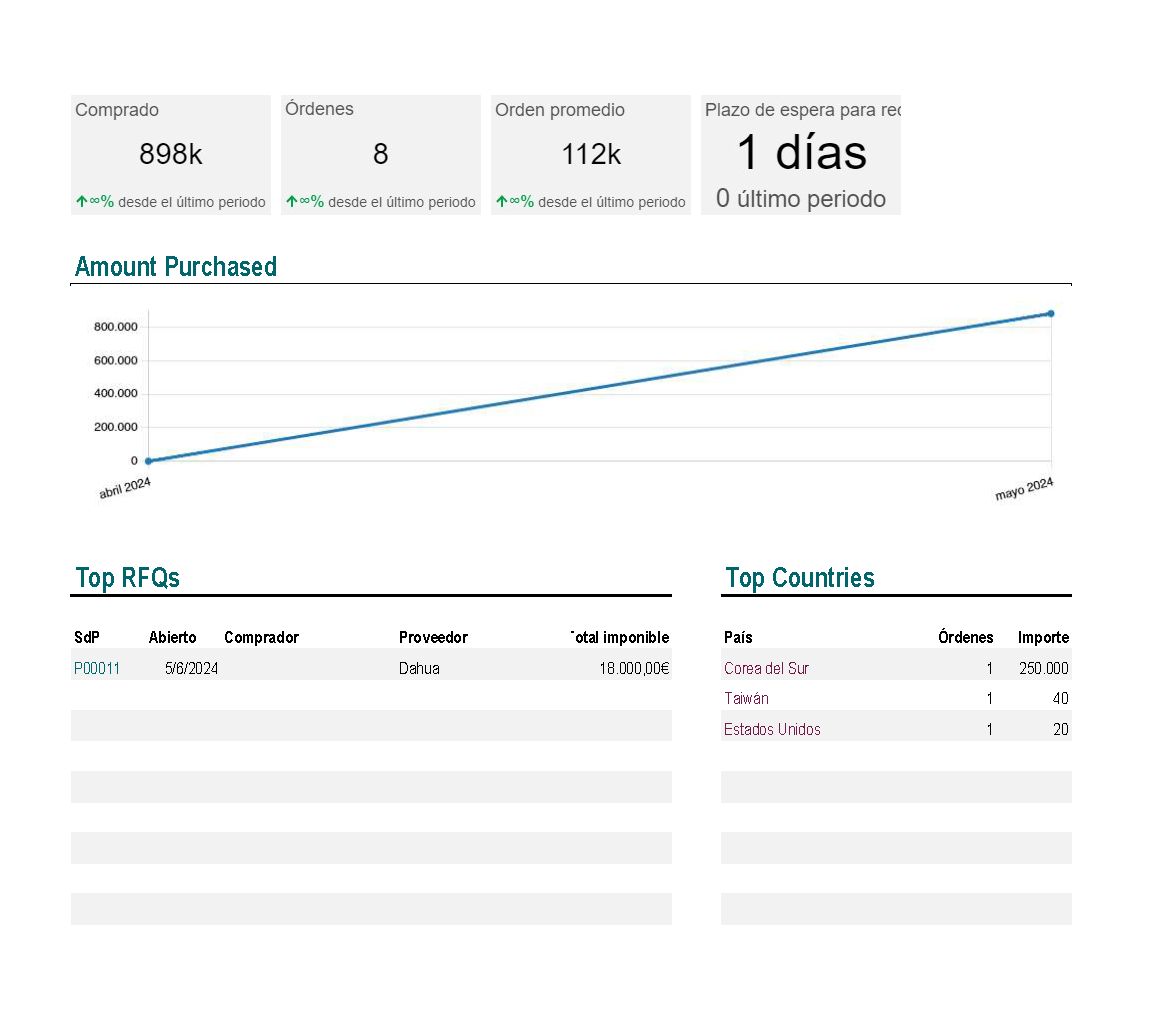 Comprado
898k
↑∞% desde el último periodo
Órdenes
8
↑∞% desde el último periodo
Orden promedio
112k
↑∞% desde el último periodo
Plazo de espera para rec
1 días
0 último periodo
Amount Purchased
800.000
600.000
400.000
200.000
0
abril 2024
mayo 2024
Top RFQs
SdP Abierto Comprador Proveedor Total imponible
P00011 5/6/2024 Dahua 18.000,00€
Top Countries
País Órdenes Importe
Corea del Sur 1 250.000
Taiwán 1 40
Estados Unidos 1 20